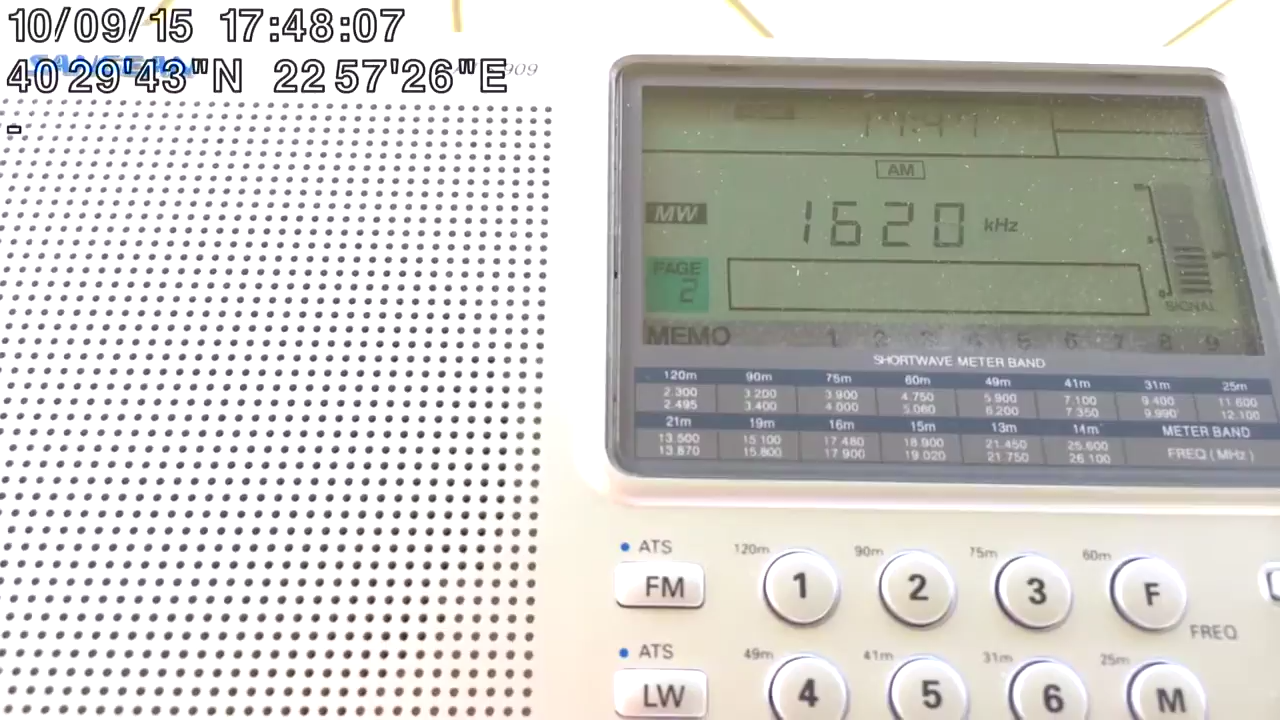 10/09/15 17:48:07
SANGEAN 909
40 29'43"N 22 57'26"E
-
AM
MW 1620 kHz
PAGE
2
SIGNAL
MEMO 1 2 3 4 5 6 7 8 9
SHORTWAVE METER BAND
120m 90m 75m 60m 49m 41m 31m 25m
2.300 3.200 3.900 4.750 5.900 7.100 9.400 11.600
2.495 3.400 4.000 5.060 6.200 7.350 9.990 12.100
21m 19m 16m 15m 13m 14m METER BAND
13.500 15.100 17.480 18.900 21.450 25.600 FREQ (MHz)
13.870 15.800 17.900 19.020 21.750 26.100
ATS 120m 90m 75m 60m
FM 1 2 3 F
FREQ
ATS 49m 41m 31m 25m
LW 4 5 6 M